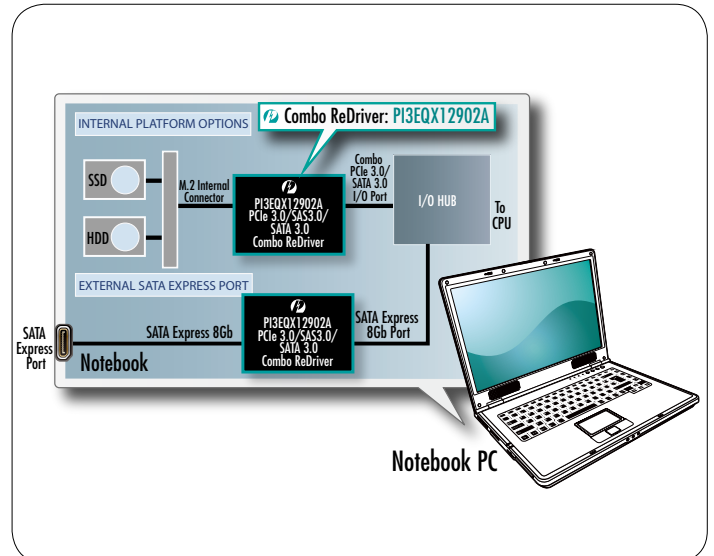 Combo ReDriver: PI3EQX12902A
INTERNAL PLATFORM OPTIONS
SSD
HDD
M.2 Internal
Connector
PI3EQX12902A
PCIe 3.0/SAS3.0/
SATA 3.0
Combo ReDriver
Combo
PCIe 3.0/
SATA 3.0
I/O Port
I/O HUB
To
CPU
EXTERNAL SATA EXPRESS PORT
SATA
Express
Port
SATA Express 8Gb
PI3EQX12902A
PCIe 3.0/SAS3.0/
SATA 3.0
Combo ReDriver
SATA Express
8Gb Port
Notebook
Notebook PC